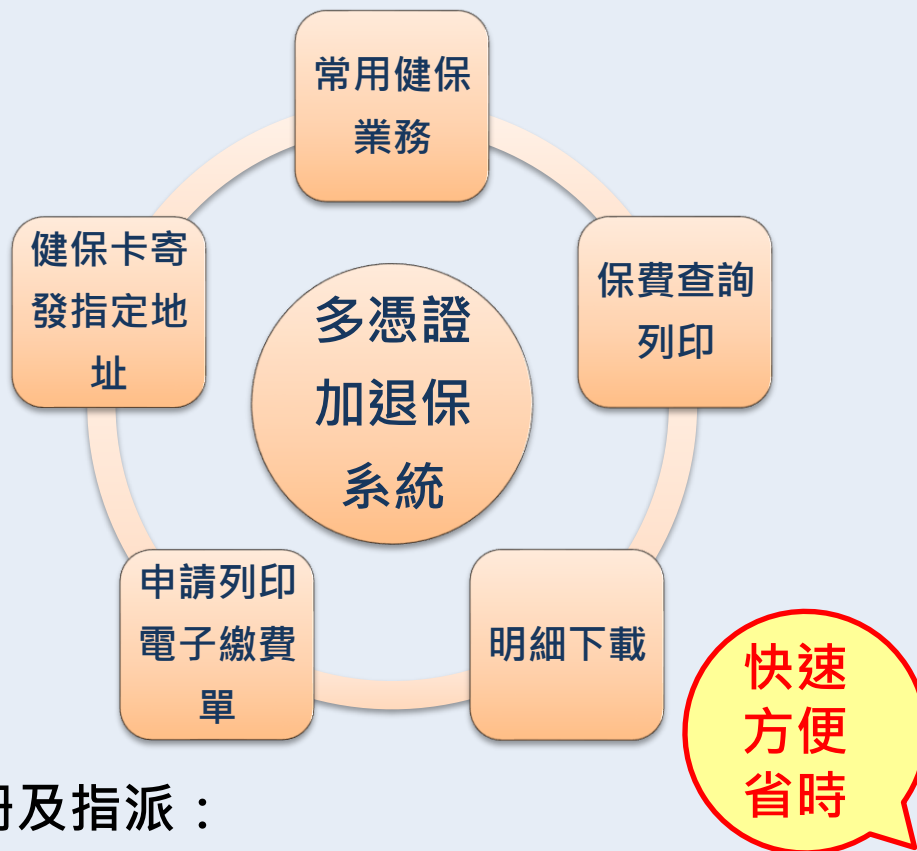 常用健保
業務
健保卡寄
發指定地
址
保費查詢
列印
多憑證
加退保
系統
申請列印
電子繳費
單
明細下載
快速
方便
省時
及指派：